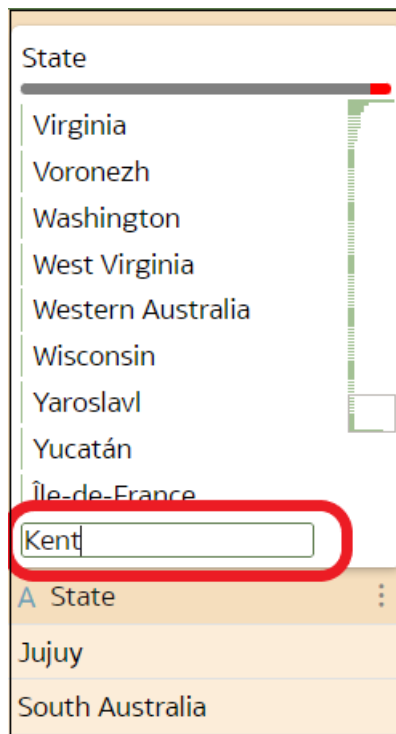 State
Virginia
Voronezh
Washington
West Virginia
Western Australia
Wisconsin
Yaroslavl
Yucatán
Île-de-France
Kent
A State
Jujuy
South Australia